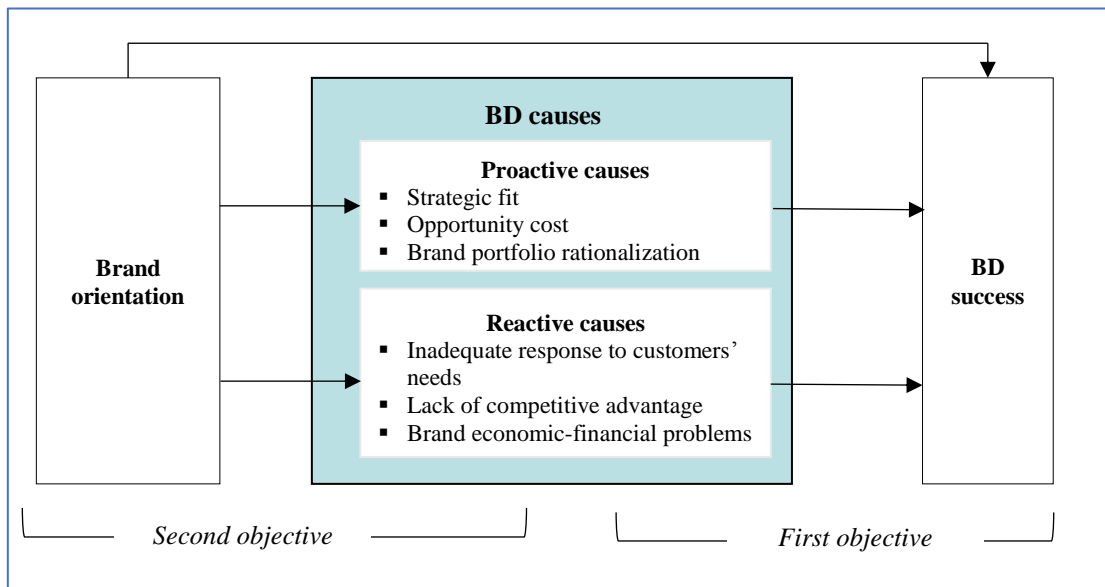 BD causes
Proactive causes
▪ Strategic fit
▪ Opportunity cost
▪ Brand portfolio rationalization
Brand
orientation
BD
success
Reactive causes
▪ Inadequate response to customers’
needs
▪ Lack of competitive advantage
▪ Brand economic-financial problems
Second objective
First objective